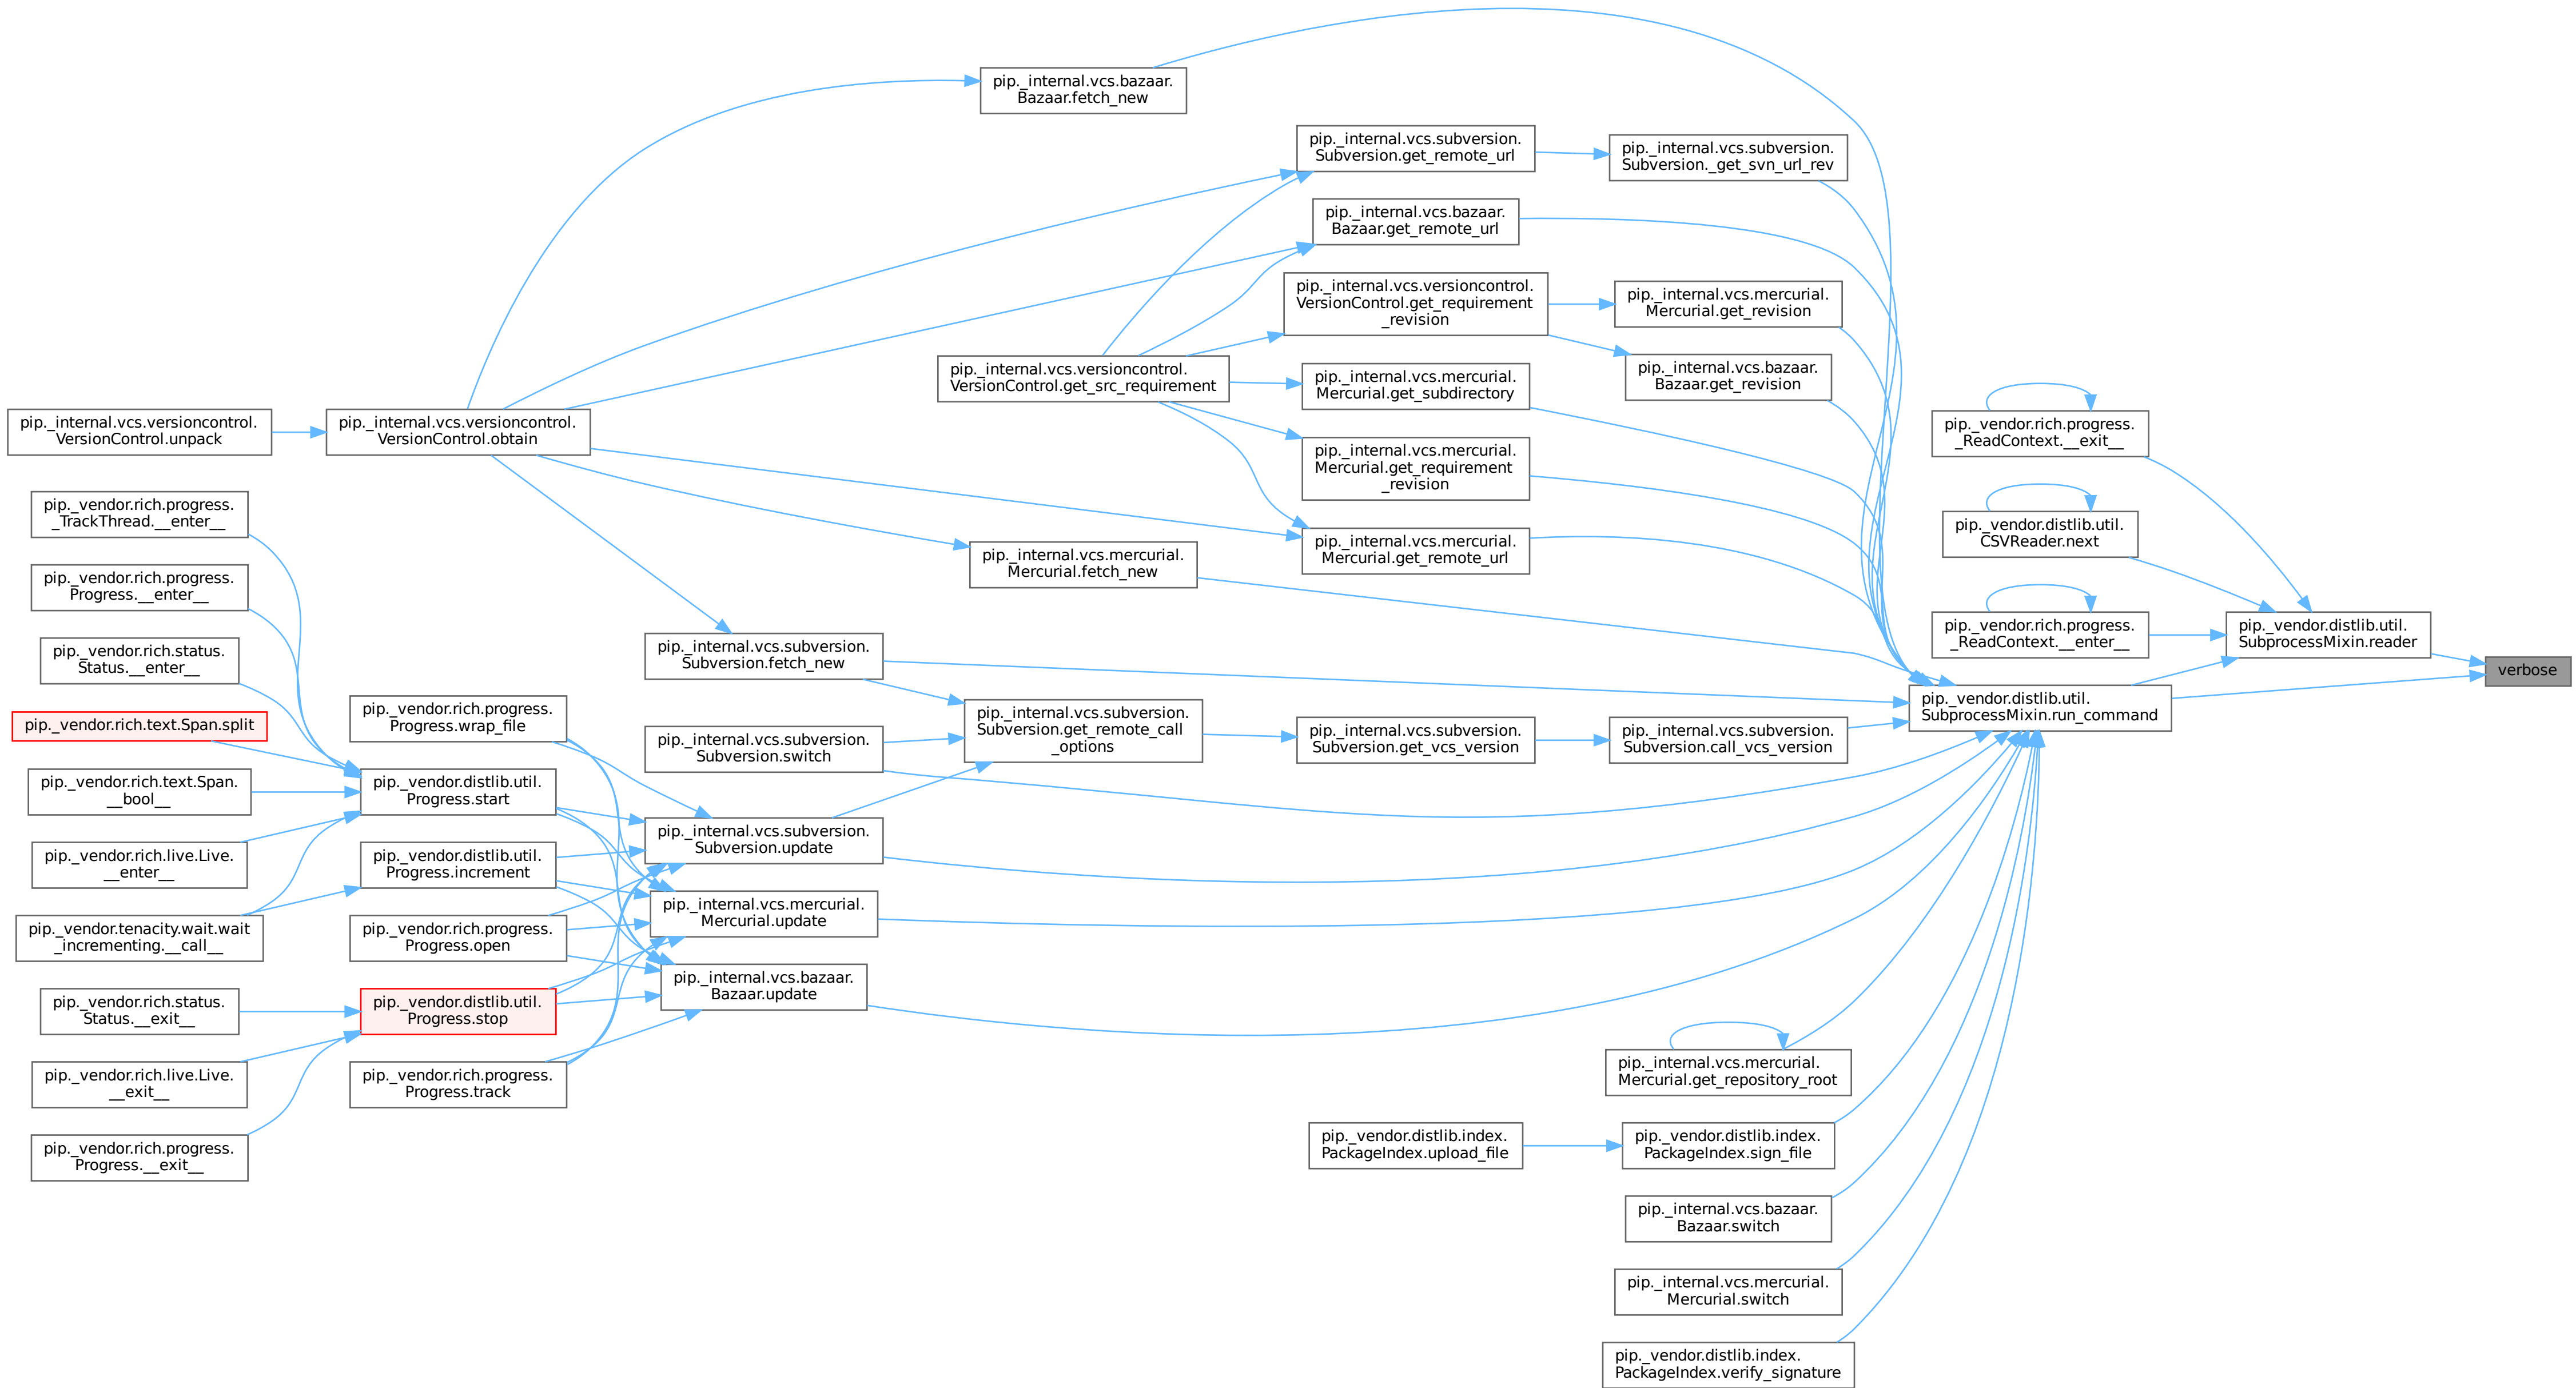 pip._internal.vcs.bazaar.
Bazaar.fetch_new
pip._internal.vcs.subversion.
Subversion.get_remote_url
pip._internal.vcs.subversion.
Subversion._get_svn_url_rev
pip._internal.vcs.bazaar.
Bazaar.get_remote_url
pip._internal.vcs.versioncontrol.
VersionControl.get_requirement
_revision
pip._internal.vcs.mercurial.
Mercurial.get_revision
pip._internal.vcs.versioncontrol.
VersionControl.get_src_requirement
pip._internal.vcs.mercurial.
Mercurial.get_subdirectory
pip._internal.vcs.bazaar.
Bazaar.get_revision
pip._internal.vcs.versioncontrol.
VersionControl.unpack
pip._internal.vcs.versioncontrol.
VersionControl.obtain
pip._vendor.rich.progress.
_ReadContext.__exit__
pip._internal.vcs.mercurial.
Mercurial.get_requirement
_revision
pip._vendor.rich.progress.
_TrackThread.__enter__
pip._vendor.distlib.util.
CSVReader.next
pip._internal.vcs.mercurial.
Mercurial.fetch_new
pip._internal.vcs.mercurial.
Mercurial.get_remote_url
pip._vendor.rich.progress.
Progress.__enter__
pip._vendor.rich.progress.
_ReadContext.__enter__
pip._vendor.distlib.util.
SubprocessMixin.reader
pip._vendor.rich.status.
Status.__enter__
pip._internal.vcs.subversion.
Subversion.fetch_new
verbose
pip._vendor.distlib.util.
SubprocessMixin.run_command
pip._vendor.rich.text.Span.split
pip._vendor.rich.progress.
Progress.wrap_file
pip._internal.vcs.subversion.
Subversion.switch
pip._internal.vcs.subversion.
Subversion.get_remote_call
_options
pip._internal.vcs.subversion.
Subversion.get_vcs_version
pip._internal.vcs.subversion.
Subversion.call_vcs_version
pip._vendor.rich.text.Span.
__bool__
pip._vendor.distlib.util.
Progress.start
pip._internal.vcs.subversion.
Subversion.update
pip._vendor.rich.live.Live.
__enter__
pip._vendor.distlib.util.
Progress.increment
pip._internal.vcs.mercurial.
Mercurial.update
pip._vendor.tenacity.wait.wait
_incrementing.__call__
pip._vendor.rich.progress.
Progress.open
pip._internal.vcs.bazaar.
Bazaar.update
pip._vendor.rich.status.
Status.__exit__
pip._vendor.distlib.util.
Progress.stop
pip._vendor.rich.live.Live.
__exit__
pip._vendor.rich.progress.
Progress.track
pip._internal.vcs.mercurial.
Mercurial.get_repository_root
pip._vendor.rich.progress.
Progress.__exit__
pip._vendor.distlib.index.
PackageIndex.upload_file
pip._vendor.distlib.index.
PackageIndex.sign_file
pip._internal.vcs.bazaar.
Bazaar.switch
pip._internal.vcs.mercurial.
Mercurial.switch
pip._vendor.distlib.index.
PackageIndex.verify_signature